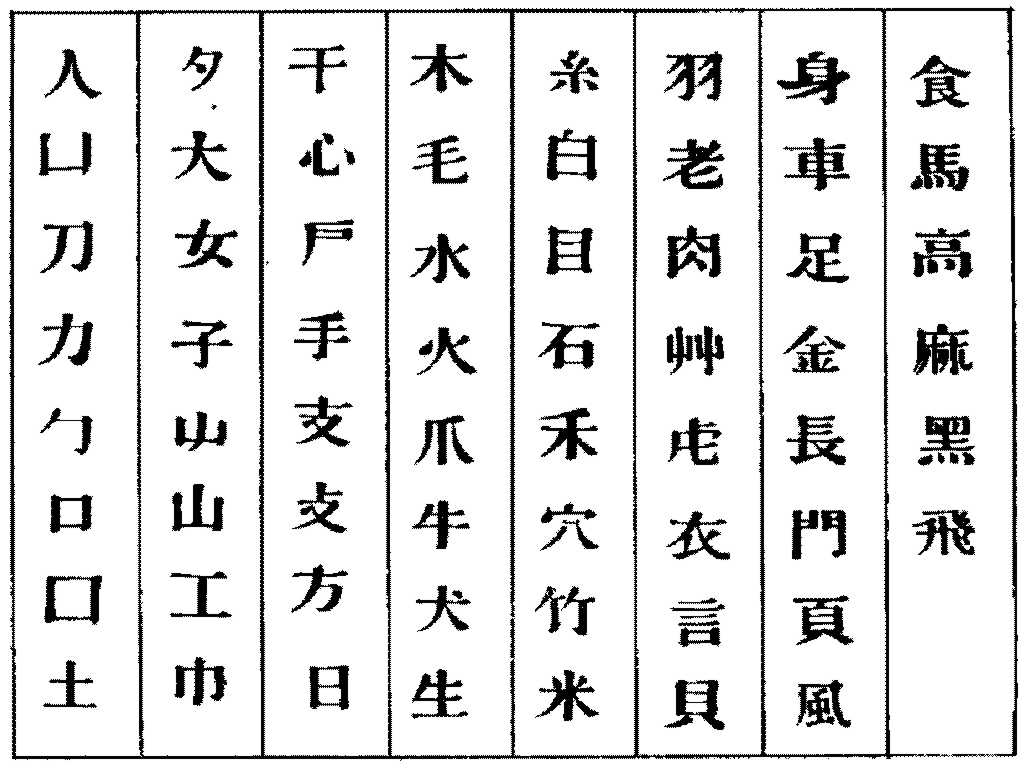 人凵刀力勹口囗土
夕大女子屮山工巾
干心戸手支攴方日
木毛水火爪牛犬生
糸白目石禾穴竹米
羽老肉艸虍衣言貝
身車足金長門頁風
食馬高麻黑飛